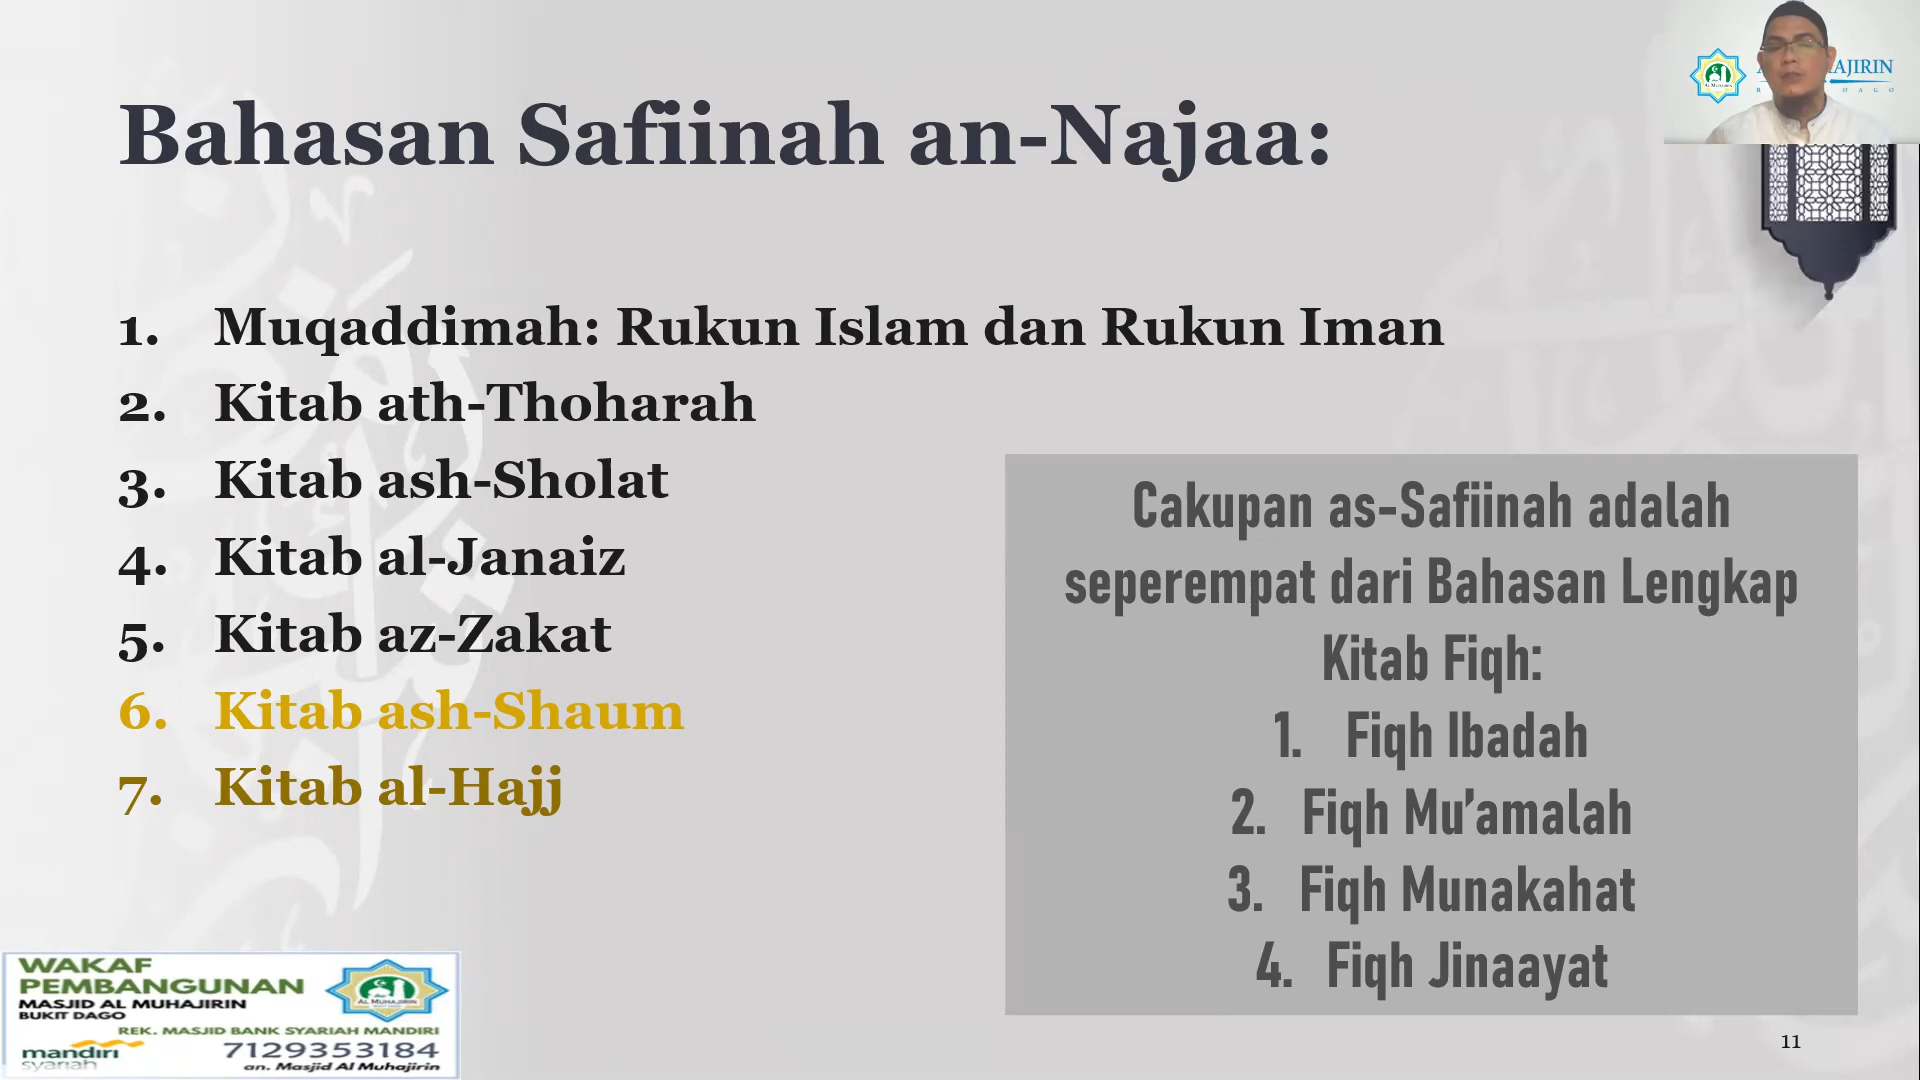 Bahasan Safiinah an-Najaa:
1. Muqaddimah: Rukun Islam dan Rukun Iman
2. Kitab ath-Thoharah
3. Kitab ash-Sholat
4. Kitab al-Janaiz
5. Kitab az-Zakat
6. Kitab ash-Shaum
7. Kitab al-Hajj
Cakupan as-Safiinah adalah
seperempat dari Bahasan Lengkap
Kitab Fiqh:
1. Fiqh Ibadah
2. Fiqh Mu’amalah
3. Fiqh Munakahat
4. Fiqh Jinaayat
WAKAF
PEMBANGUNAN
MASJID AL MUHAJIRIN
BUKIT DAGO
AL MUHAJIRIN
REK. MASJID BANK SYARIAH MANDIRI
mandiri
syariah
7129353184
an. Masjid Al Muhajirin
11